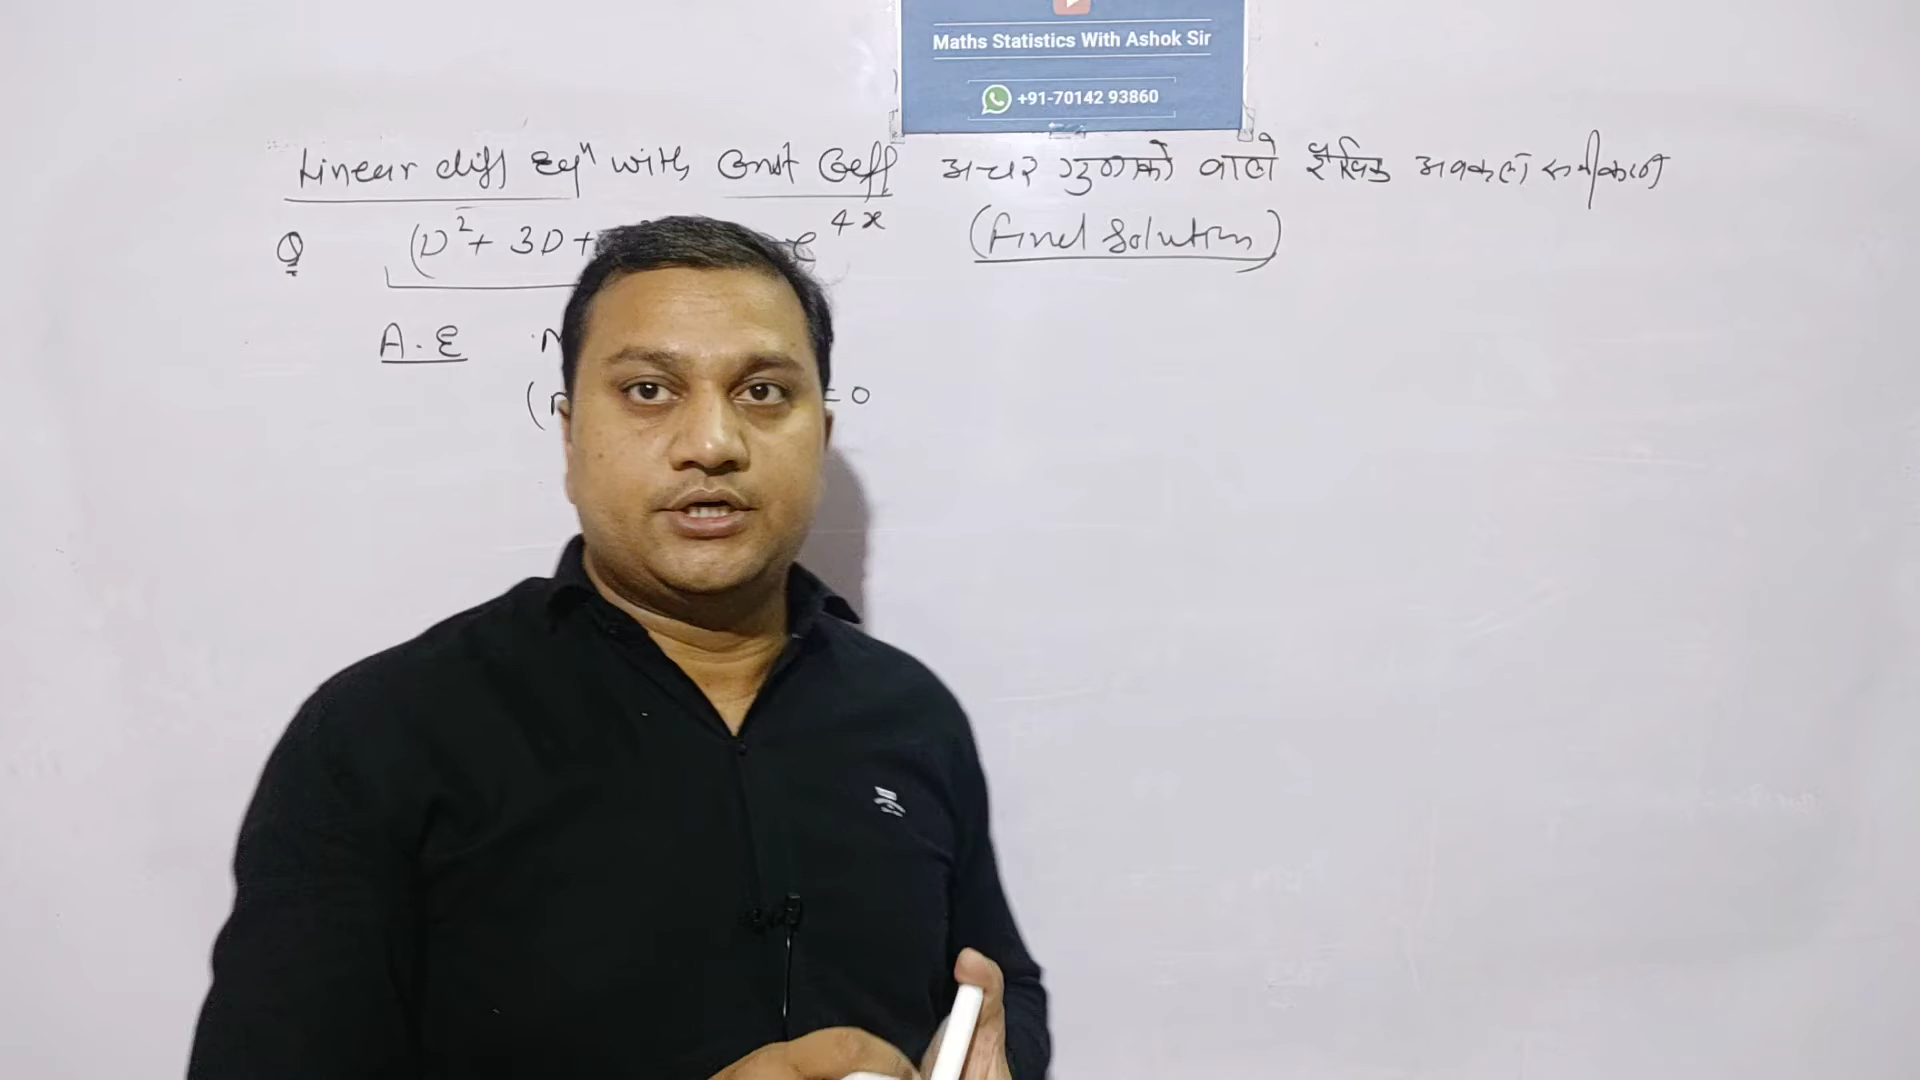 Maths Statistics With Ashok Sir
+91-70142 93860
Linear diff Eqⁿ with Const Coeff अचर गुणांको वाली रैखिक अवकल समीकरण
Q (D²+ 3D+ e^4x (Final Solution)
A.E
= 0